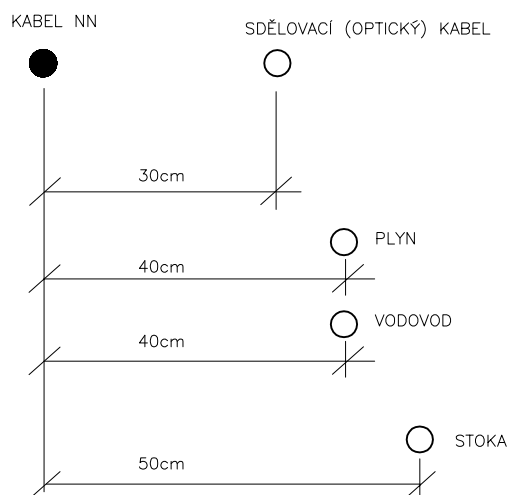 KABEL NN
SDĚLOVACÍ (OPTICKÝ) KABEL
30cm
PLYN
40cm
VODOVOD
40cm
STOKA
50cm